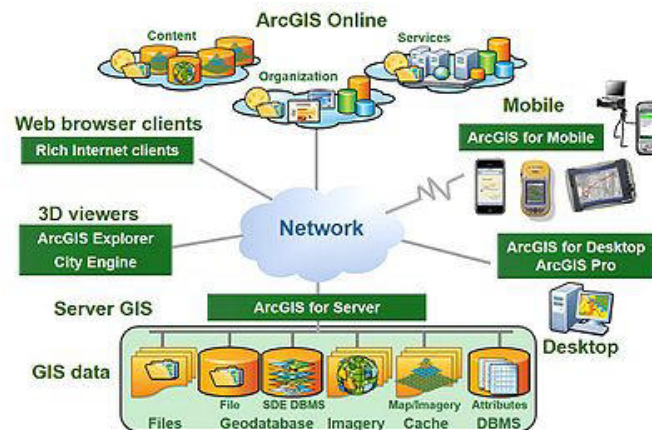 ArcGIS Online
Content
Services
Organization
Mobile
ArcGIS for Mobile
Web browser clients
Rich Internet clients
3D viewers
ArcGIS Explorer
City Engine
Network
ArcGIS for Desktop
ArcGIS Pro
Desktop
Server GIS
ArcGIS for Server
GIS data
File
SDE DBMS
Map/Imagery
Attributes
Files
Geodatabase
Imagery
Cache
DBMS